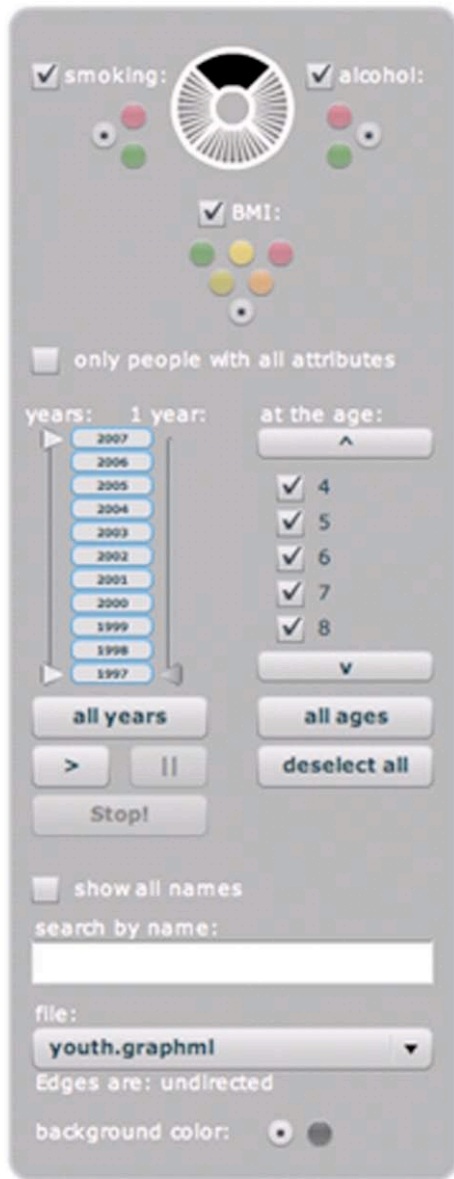 smoking: alcohol:
BMI:
only people with all attributes
years: 1 year: at the age:
^
2007
2006
2005
2004
2003
2002
2001
2000
1999
1998
1997
4
5
6
7
8
v
all years all ages
> || deselect all
Stop!
show all names
search by name:
file:
youth.graphml
Edges are: undirected
background color: